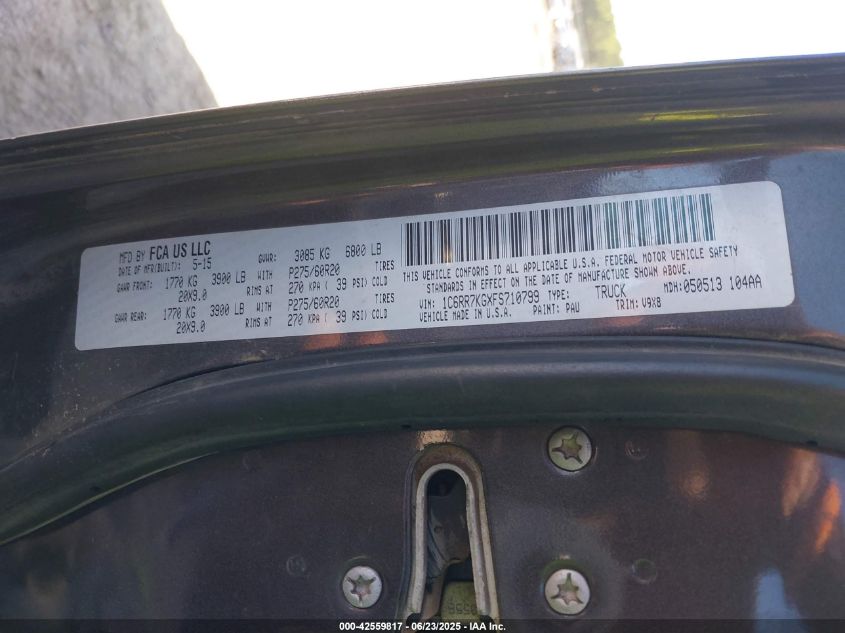 MFD BY FCA US LLC
DATE OF MFR(BUILT): 5-15 GVWR: 3085 KG 6800 LB
GAWR FRONT: 1770 KG 3900 LB WITH P275/60R20 TIRES
20X9.0 RIMS AT 270 KPA ( 39 PSI) COLD
GAWR REAR: 1770 KG 3900 LB WITH P275/60R20 TIRES
20X9.0 RIMS AT 270 KPA ( 39 PSI) COLD
THIS VEHICLE CONFORMS TO ALL APPLICABLE U.S.A. FEDERAL MOTOR VEHICLE SAFETY
STANDARDS IN EFFECT ON THE DATE OF MANUFACTURE SHOWN ABOVE.
VIN: 1C6RR7KGXFS710799 TYPE: TRUCK MDH:050513 104AA
VEHICLE MADE IN U.S.A. PAINT: PAU TRIM: V9X8
000-42559817 - 06/23/2025 - IAA, Inc.